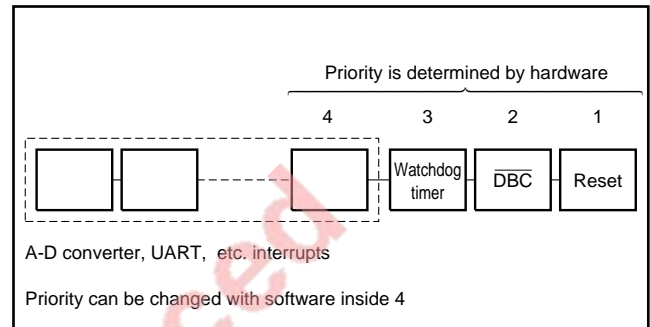 Priority is determined by hardware
4 3 2 1
Watchdog
timer
DBC
Reset
A-D converter, UART, etc. interrupts
Priority can be changed with software inside 4